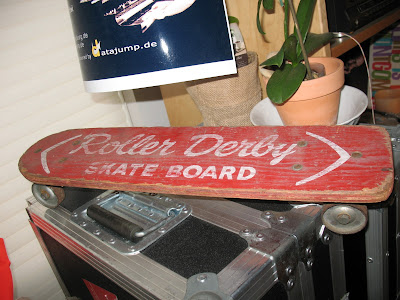 atajump.de
Roller Derby
SKATE BOARD